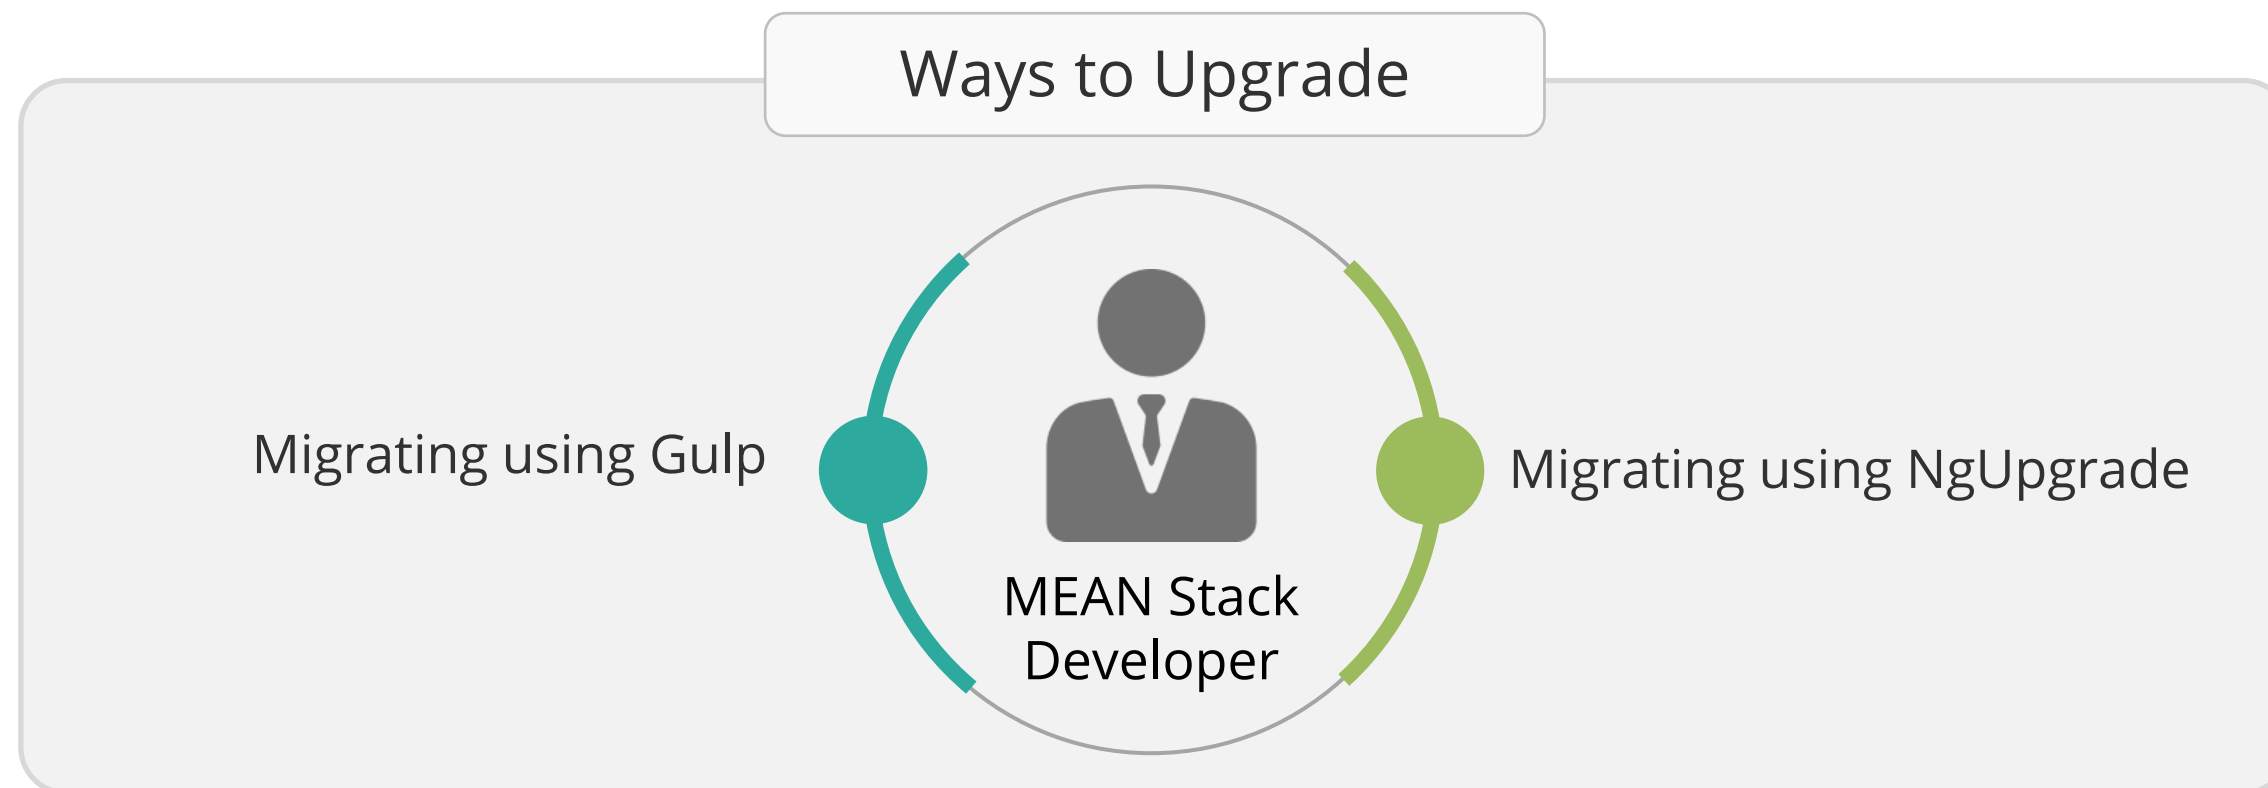 Ways to Upgrade
Migrating using Gulp
Migrating using NgUpgrade
MEAN Stack
Developer